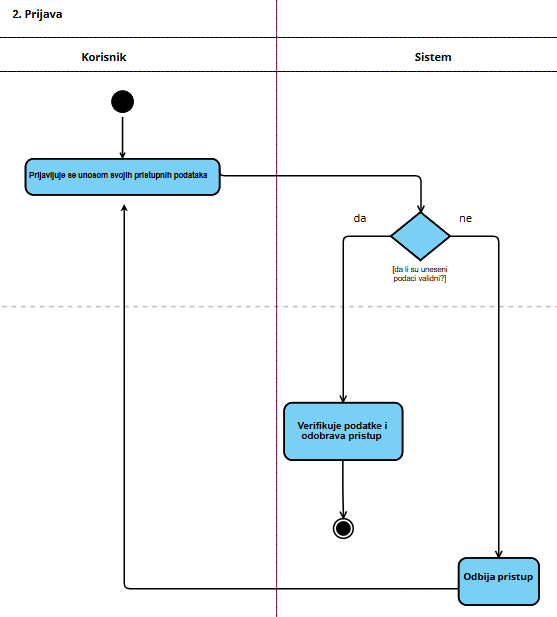 2. Prijava
Korisnik
Sistem
Prijavljuje se unosom svojih pristupnih podataka
da
ne
[da li su uneseni
podaci validni?]
Verifikuje podatke i
odobrava pristup
Odbija pristup